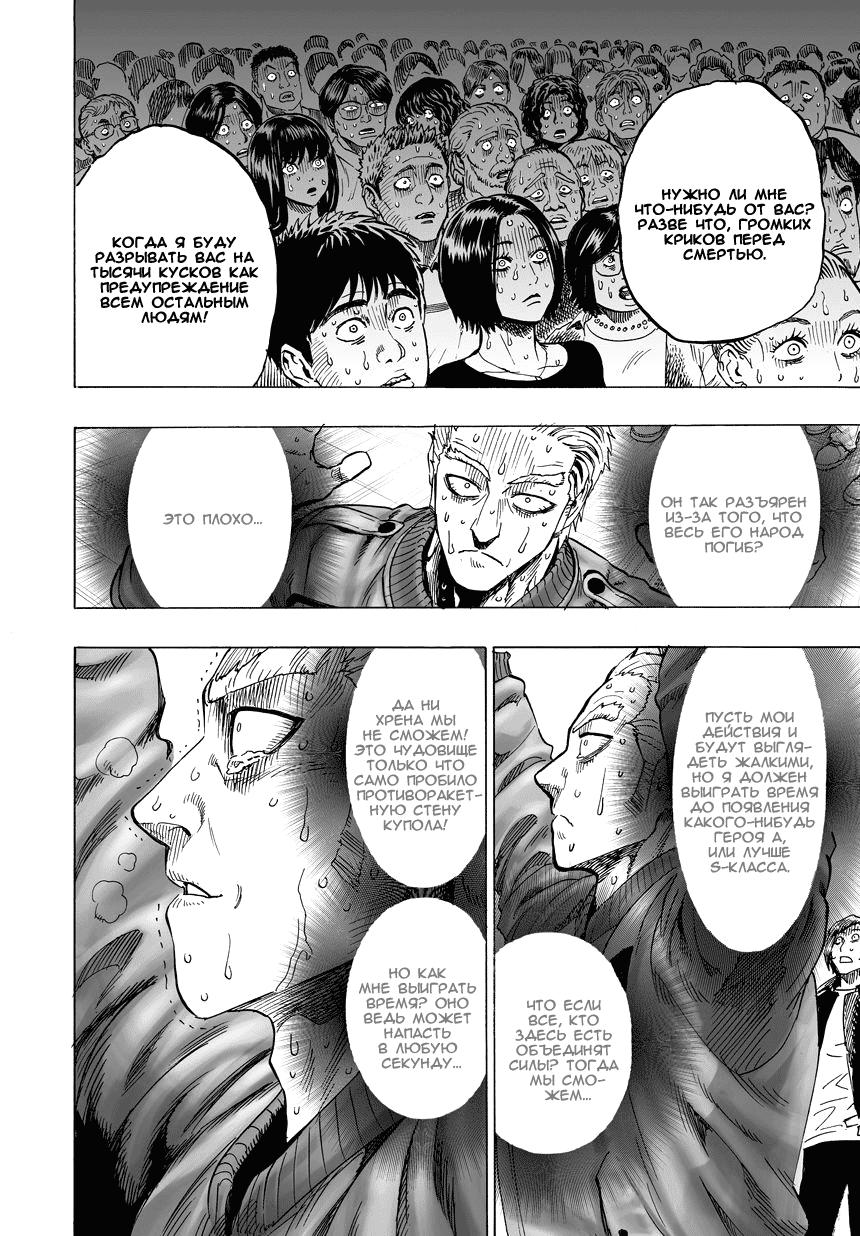 НУЖНО ЛИ МНЕ
ЧТО-НИБУДЬ ОТ ВАС?
РАЗВЕ ЧТО, ГРОМКИХ
КРИКОВ ПЕРЕД
СМЕРТЬЮ.
КОГДА Я БУДУ
РАЗРЫВАТЬ ВАС НА
ТЫСЯЧИ КУСКОВ КАК
ПРЕДУПРЕЖДЕНИЕ
ВСЕМ ОСТАЛЬНЫМ
ЛЮДЯМ!
ОН ТАК РАЗЪЯРЕН
ИЗ-ЗА ТОГО, ЧТО
ВЕСЬ ЕГО НАРОД
ПОГИБ?
ЭТО ПЛОХО...
ПУСТЬ МОИ
ДЕЙСТВИЯ И
БУДУТ ВЫГЛЯ-
ДЕТЬ ЖАЛКИМИ,
НО Я ДОЛЖЕН
ВЫИГРАТЬ ВРЕМЯ
ДО ПОЯВЛЕНИЯ
КАКОГО-НИБУДЬ
ГЕРОЯ А,
ИЛИ ЛУЧШЕ
S-КЛАССА.
ЧТО ЕСЛИ
ВСЕ, КТО
ЗДЕСЬ ЕСТЬ
ОБЪЕДИНЯТ
СИЛЫ? ТОГДА
МЫ СМО-
ЖЕМ...
ДА НИ
ХРЕНА МЫ
НЕ СМОЖЕМ!
ЭТО ЧУДОВИЩЕ
ТОЛЬКО ЧТО
САМО ПРОБИЛО
ПРОТИВОРАКЕТ-
НУЮ СТЕНУ
КУПОЛА!
НО КАК
МНЕ ВЫИГРАТЬ
ВРЕМЯ? ОНО
ВЕДЬ МОЖЕТ
НАПАСТЬ
В ЛЮБУЮ
СЕКУНДУ...